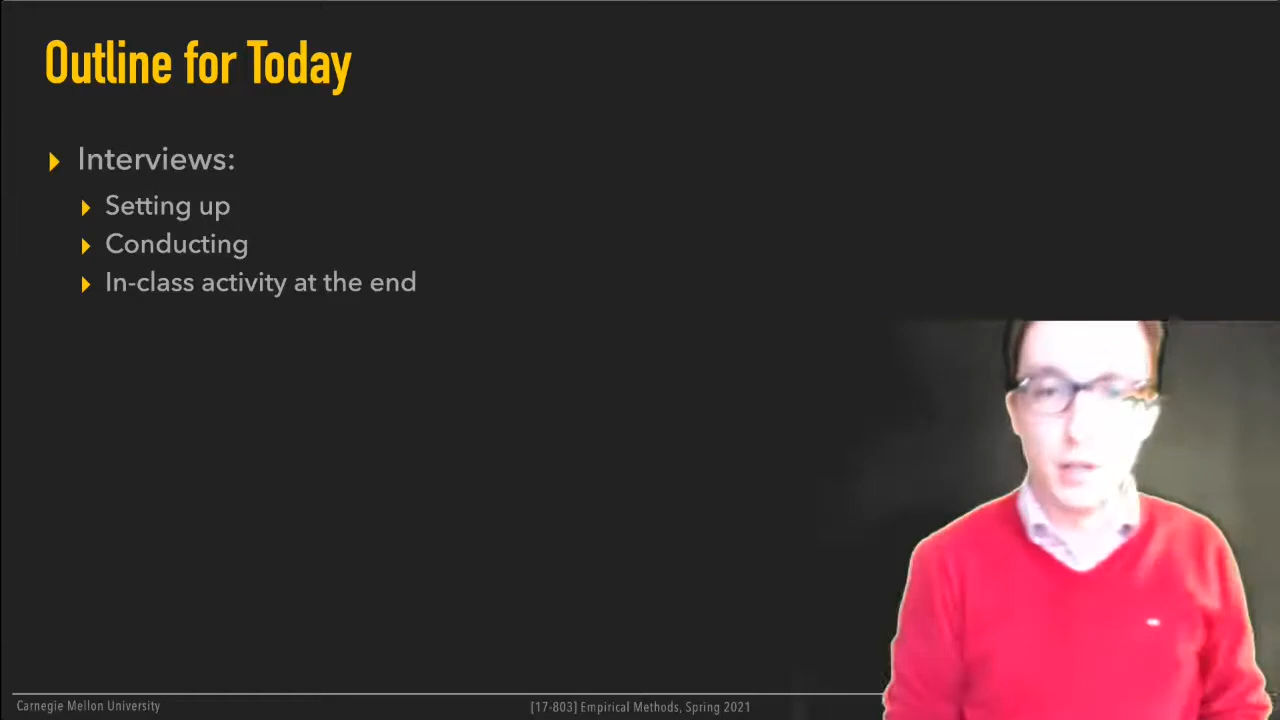 Outline for Today
Interviews:
Setting up
Conducting
In-class activity at the end
Carnegie Mellon University
[17-803] Empirical Methods, Spring 2021